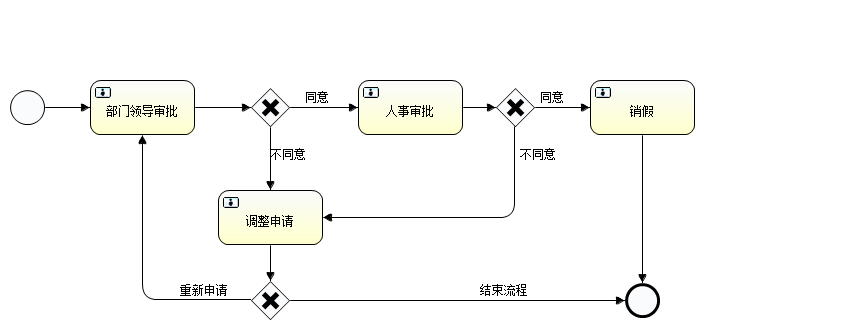 同意
同意
部门领导审批
人事审批
销假
不同意
不同意
调整申请
重新申请
结束流程